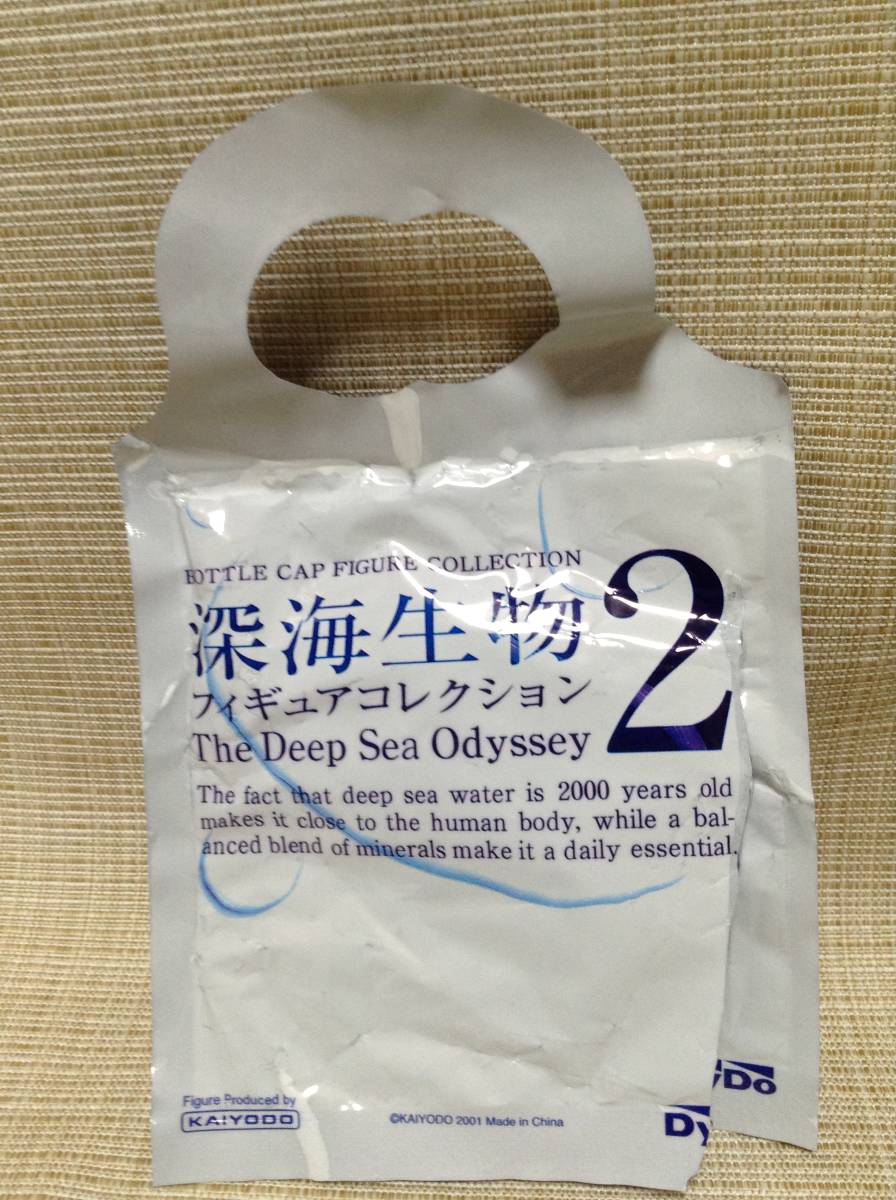 BOTTLE CAP FIGURE COLLECTION
深海生物 2
フィギュアコレクション
The Deep Sea Odyssey
The fact that deep sea water is 2000 years old
makes it close to the human body, while a bal-
anced blend of minerals make it a daily essential.
yDo
Figure Produced by
KAIYODO
©KAIYODO 2001 Made in China
Dy